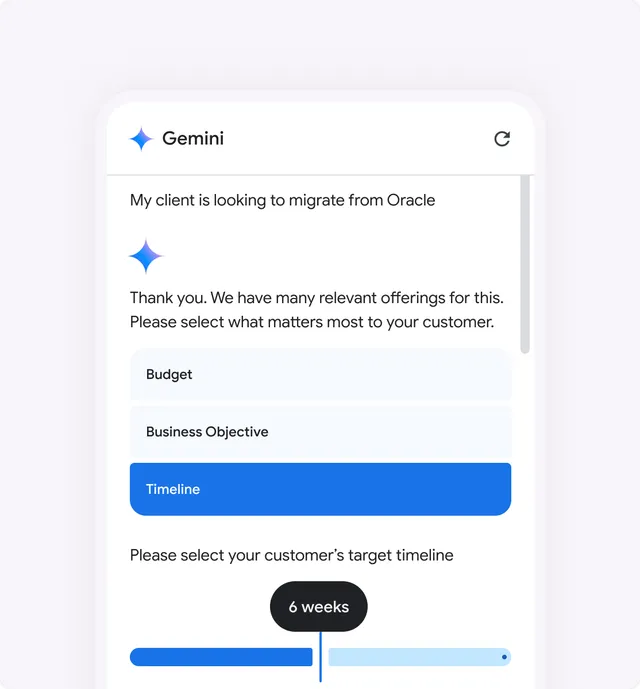 Gemini
My client is looking to migrate from Oracle
Thank you. We have many relevant offerings for this.
Please select what matters most to your customer.
Budget
Business Objective
Timeline
Please select your customer’s target timeline
6 weeks